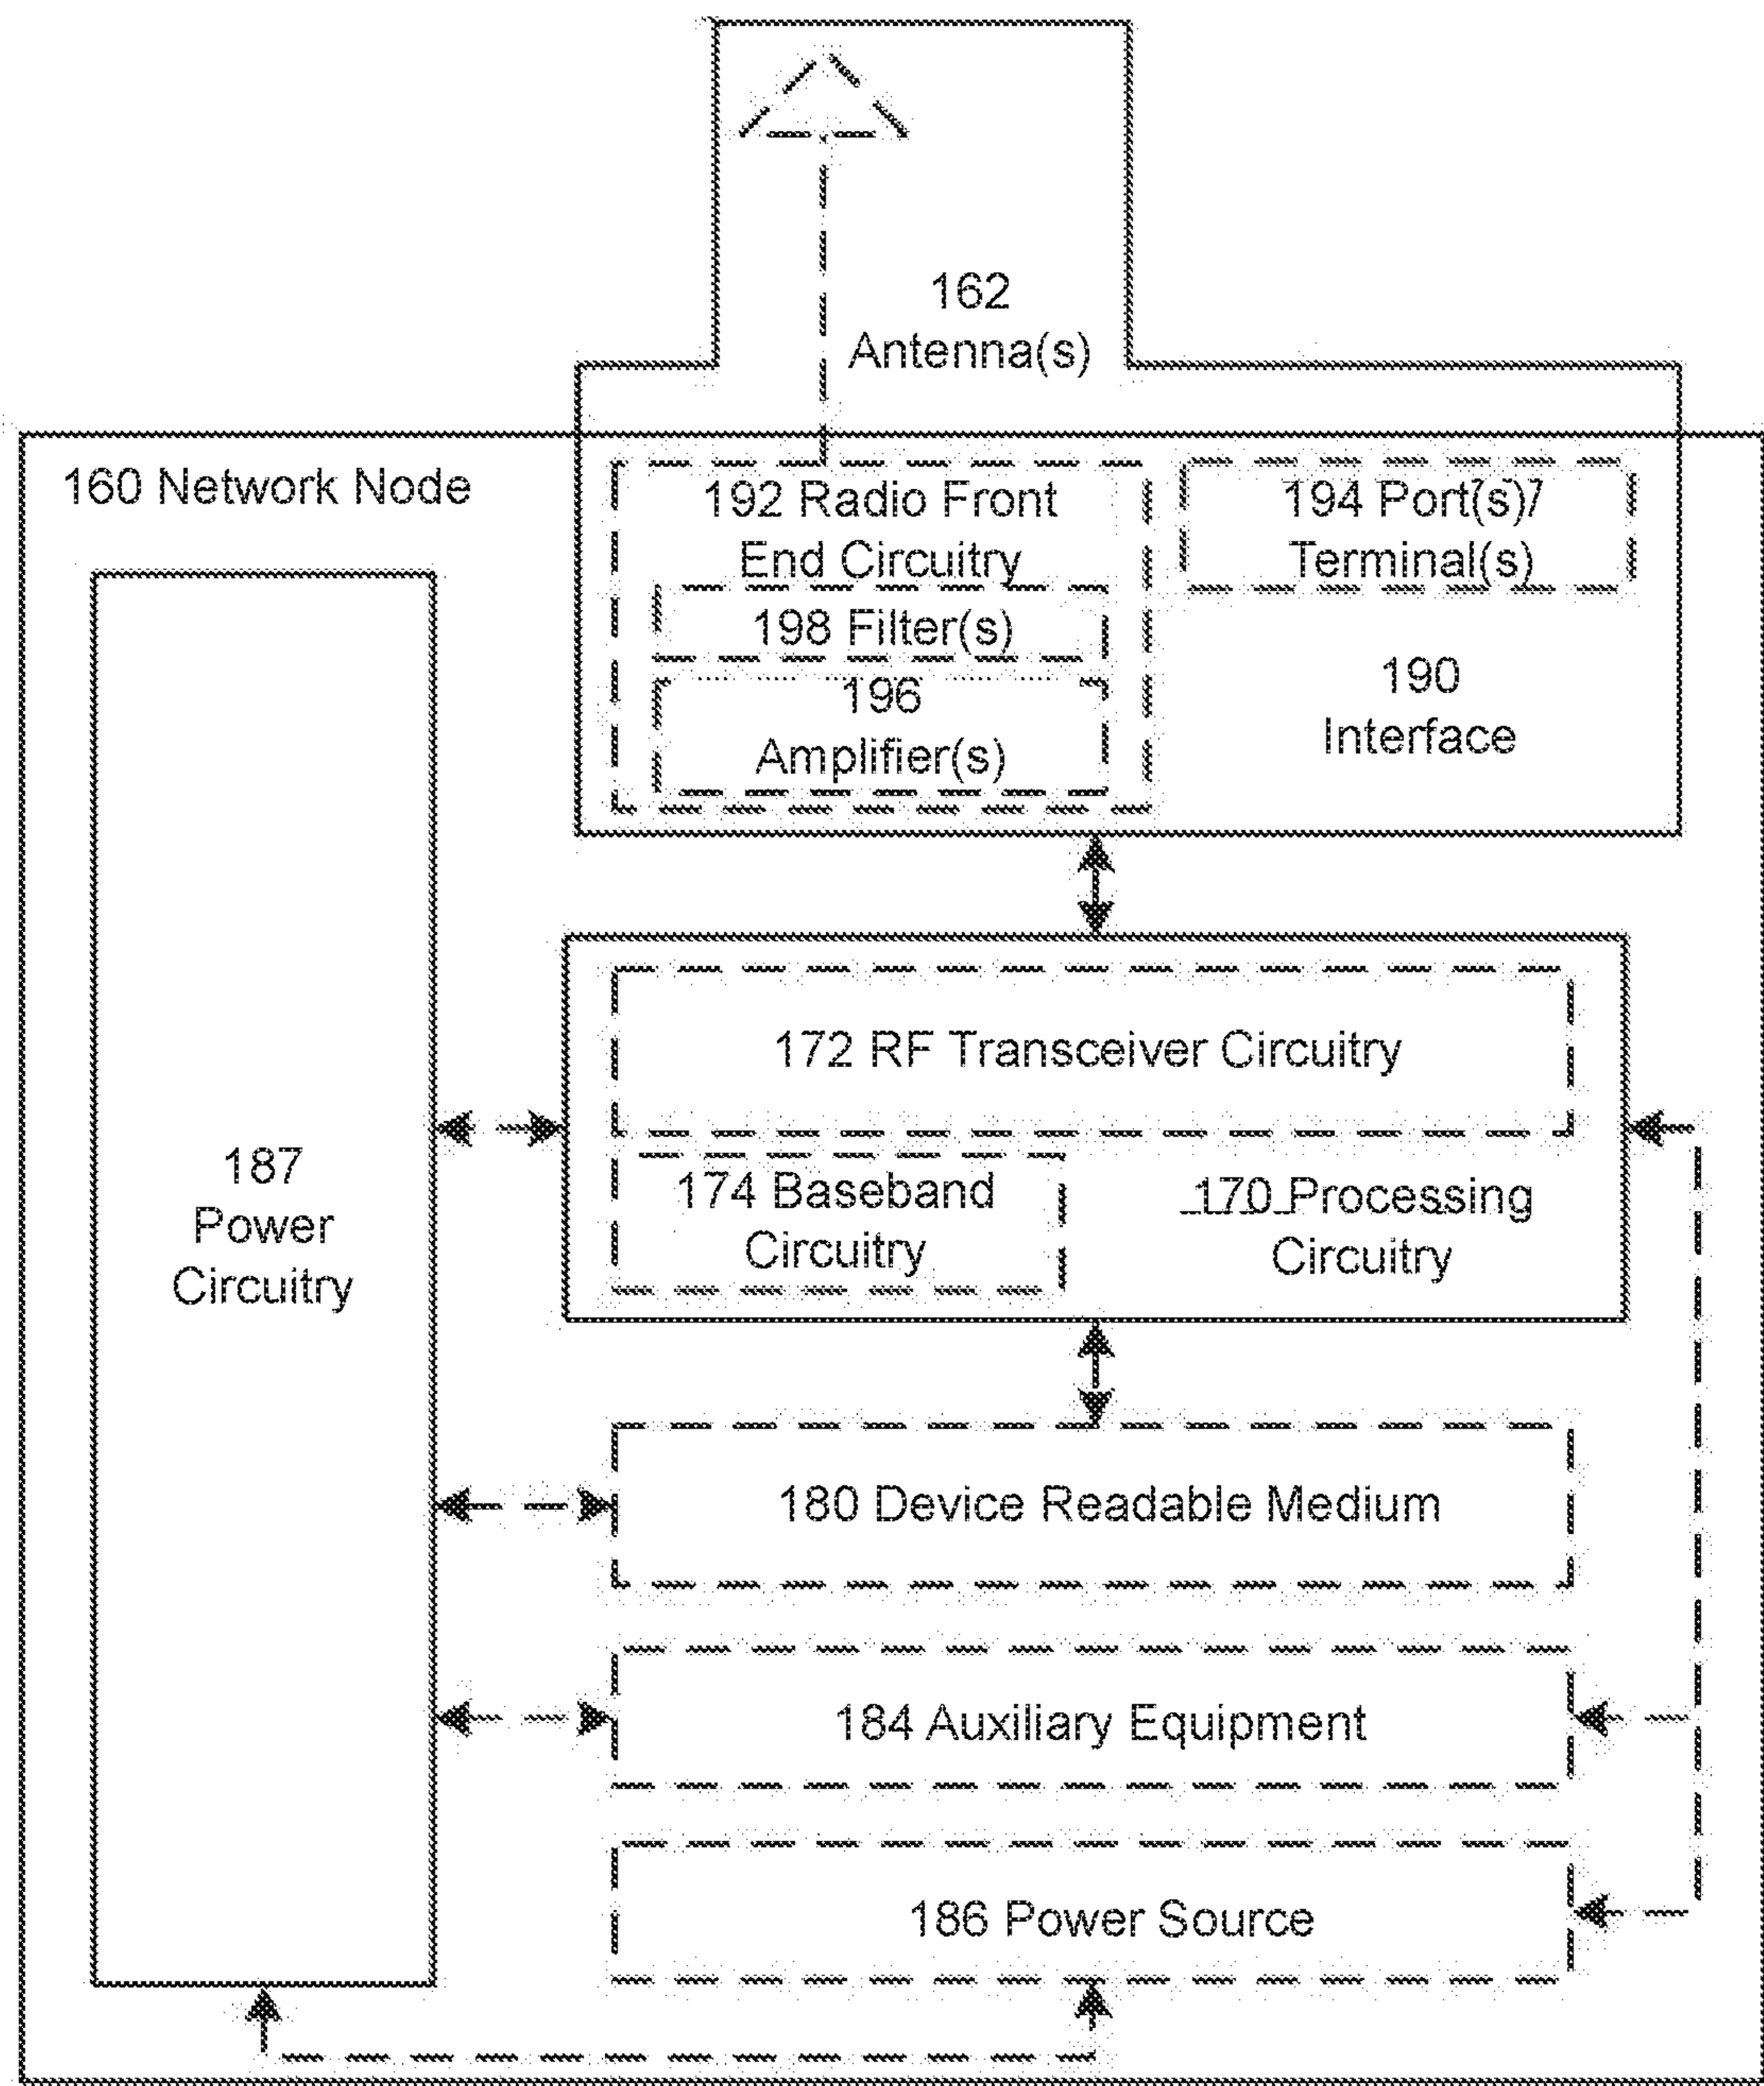 162
Antenna(s)
160 Network Node
192 Radio Front
End Circuitry
194 Port(s)/
Terminal(s)
198 Filter(s)
196
Amplifier(s)
190
Interface
172 RF Transceiver Circuitry
187
Power
Circuitry
174 Baseband
Circuitry
170 Processing
Circuitry
180 Device Readable Medium
184 Auxiliary Equipment
186 Power Source